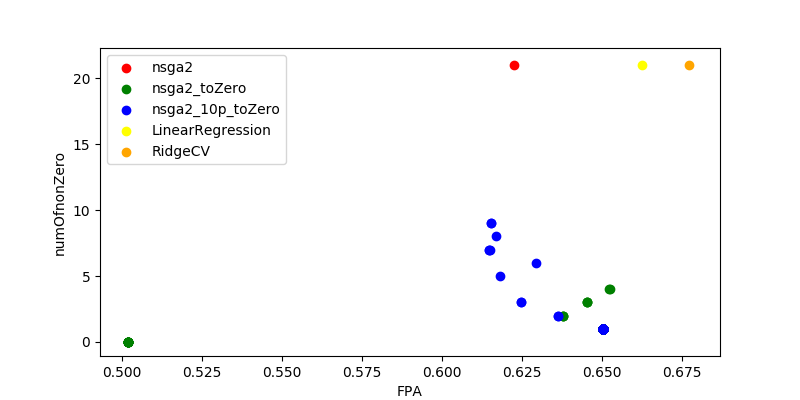 nsga2
nsga2_toZero
nsga2_10p_toZero
LinearRegression
RidgeCV
numOfnonZero
20
15
10
5
0
0.500 0.525 0.550 0.575 0.600 0.625 0.650 0.675
FPA